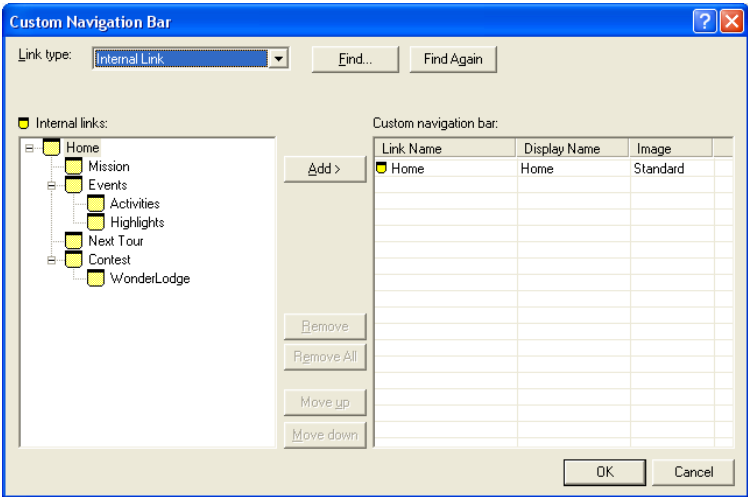 Custom Navigation Bar
Link type: Internal Link Find... Find Again
Internal links:
Home
Mission
Events
Activities
Highlights
Next Tour
Contest
WonderLodge
Add >
Remove
Remove All
Move up
Move down
Custom navigation bar:
Link Name Display Name Image
Home Home Standard
OK Cancel